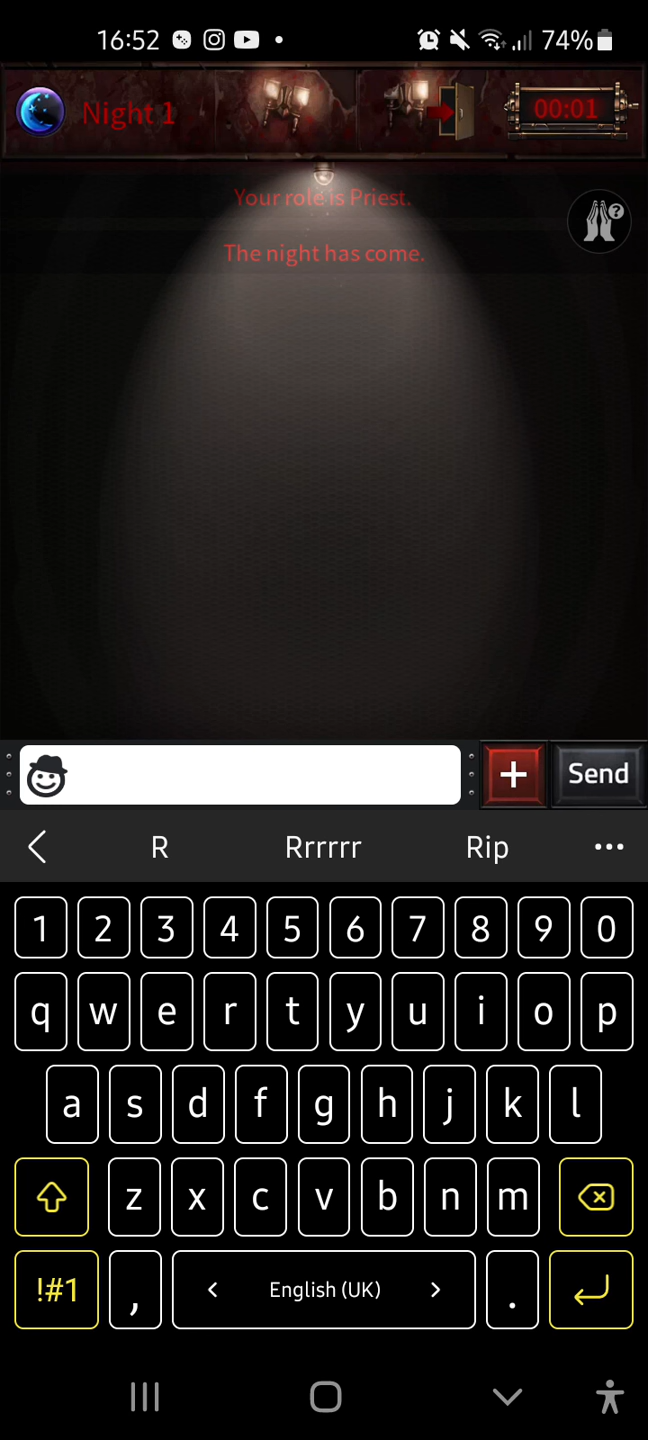 16:52
74%
Night 1
00:01
Your role is Priest.
?
The night has come.
+
Send
R
Rrrrrr
Rip
1 2 3 4 5 6 7 8 9 0
q w e r t y u i o p
a s d f g h j k l
z x c v b n m
!#1 , English (UK) .